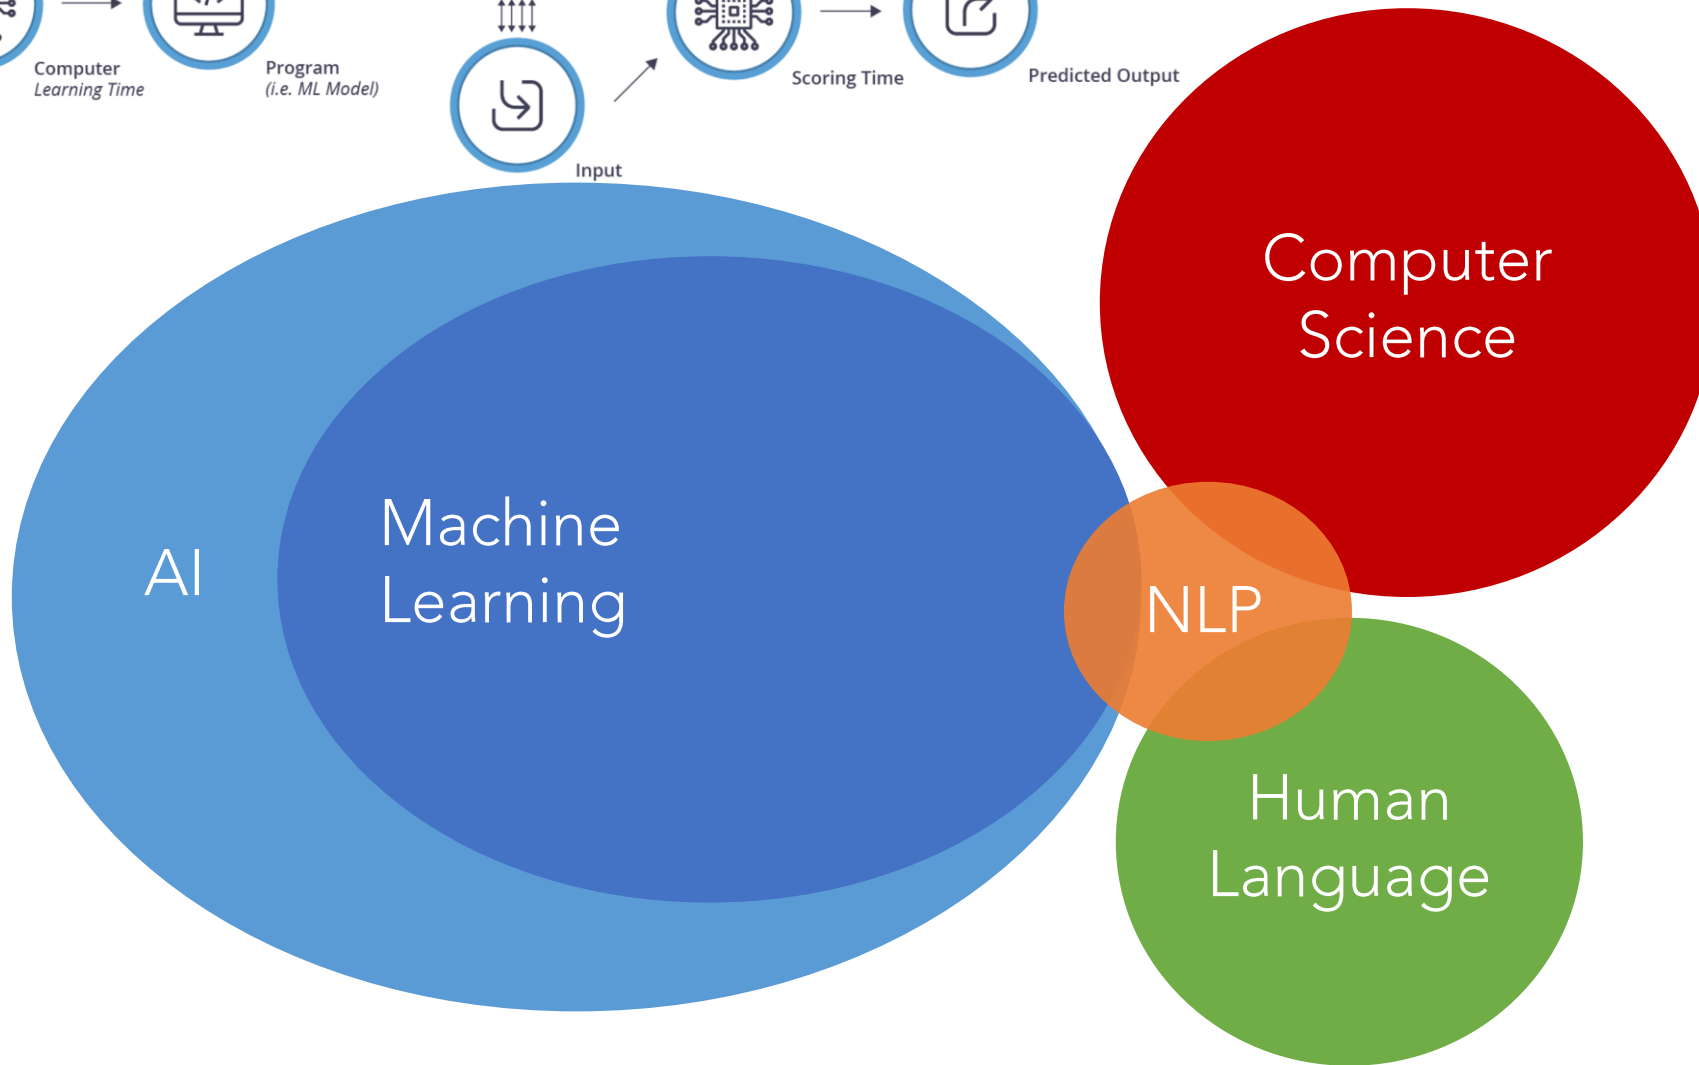 Computer
Learning Time
Program
(i.e. ML Model)
Input
Scoring Time
Predicted Output
Computer
Science
AI
Machine
Learning
NLP
Human
Language